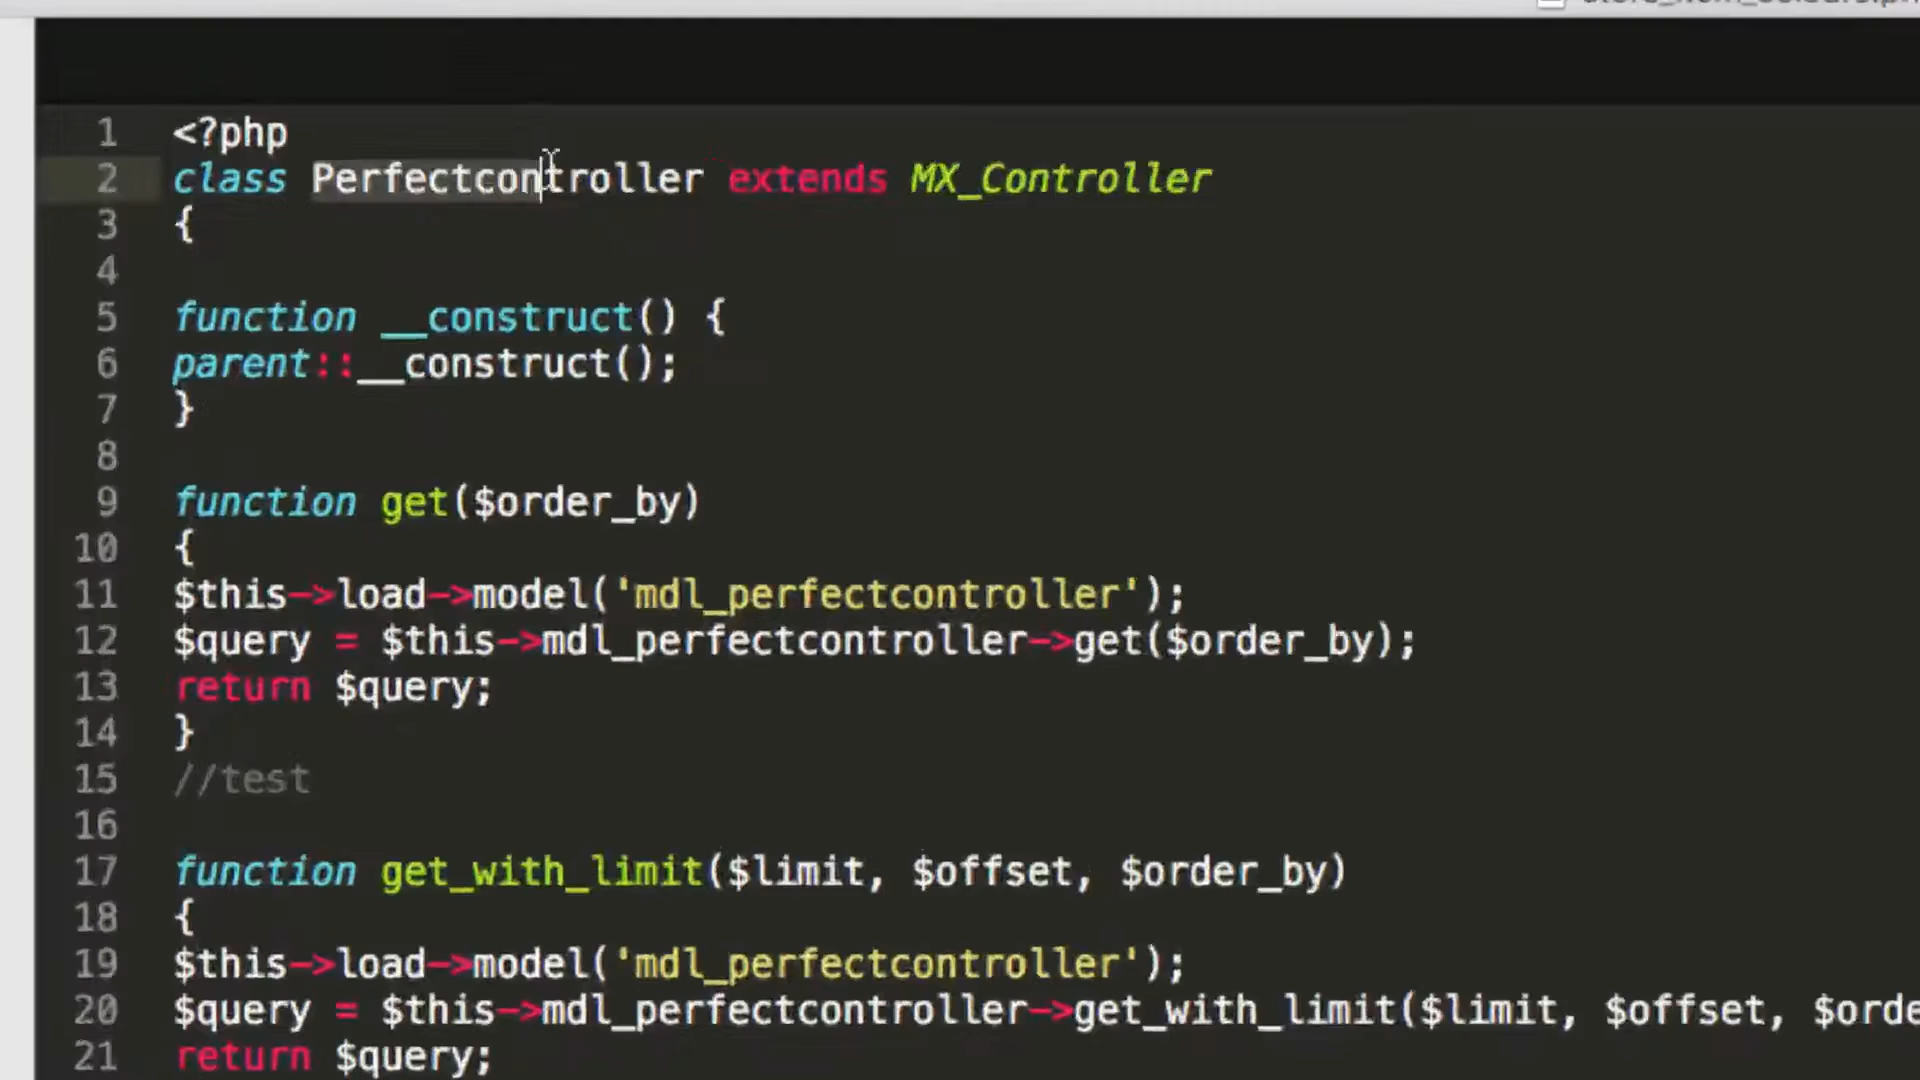 1 <?php
2 class Perfectcontroller extends MX_Controller
3 {
4
5 function __construct() {
6 parent::__construct();
7 }
8
9 function get($order_by)
10 {
11 $this->load->model('mdl_perfectcontroller');
12 $query = $this->mdl_perfectcontroller->get($order_by);
13 return $query;
14 }
15 //test
16
17 function get_with_limit($limit, $offset, $order_by)
18 {
19 $this->load->model('mdl_perfectcontroller');
20 $query = $this->mdl_perfectcontroller->get_with_limit($limit, $offset, $orde
21 return $query;